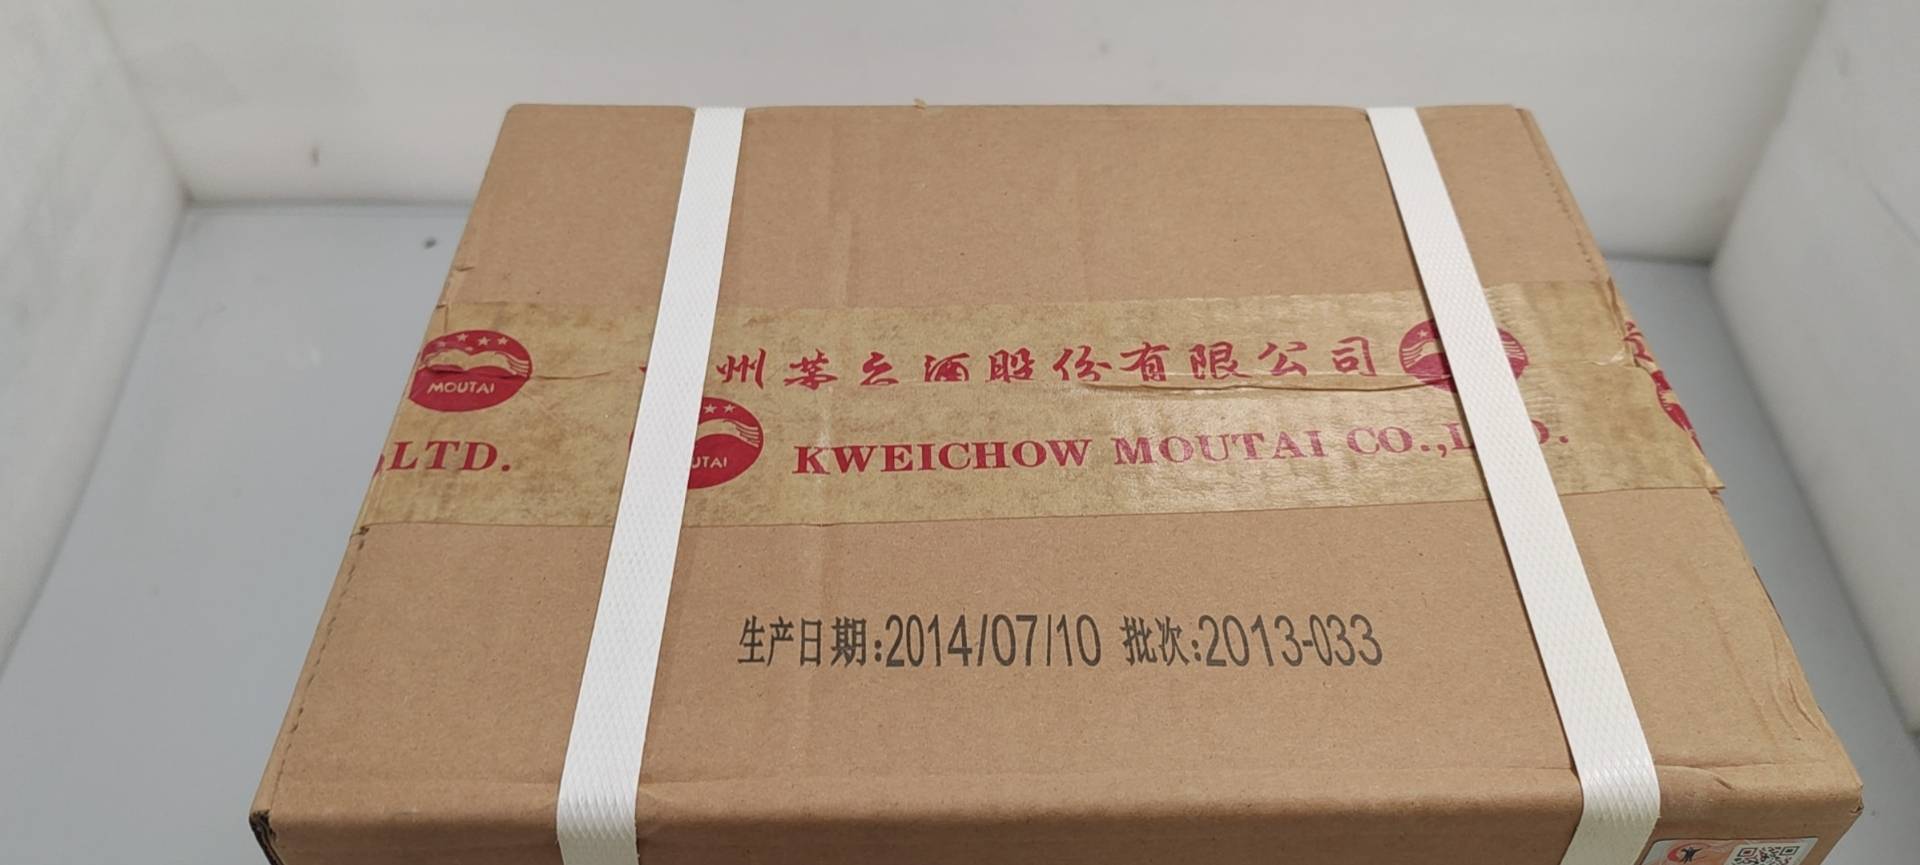 MOUTAI
州茅台酒股份有限公司
LTD.
UTAI
KWEICHOW MOUTAI CO.,L D.
生产日期:2014/07/10 批次:2013-033